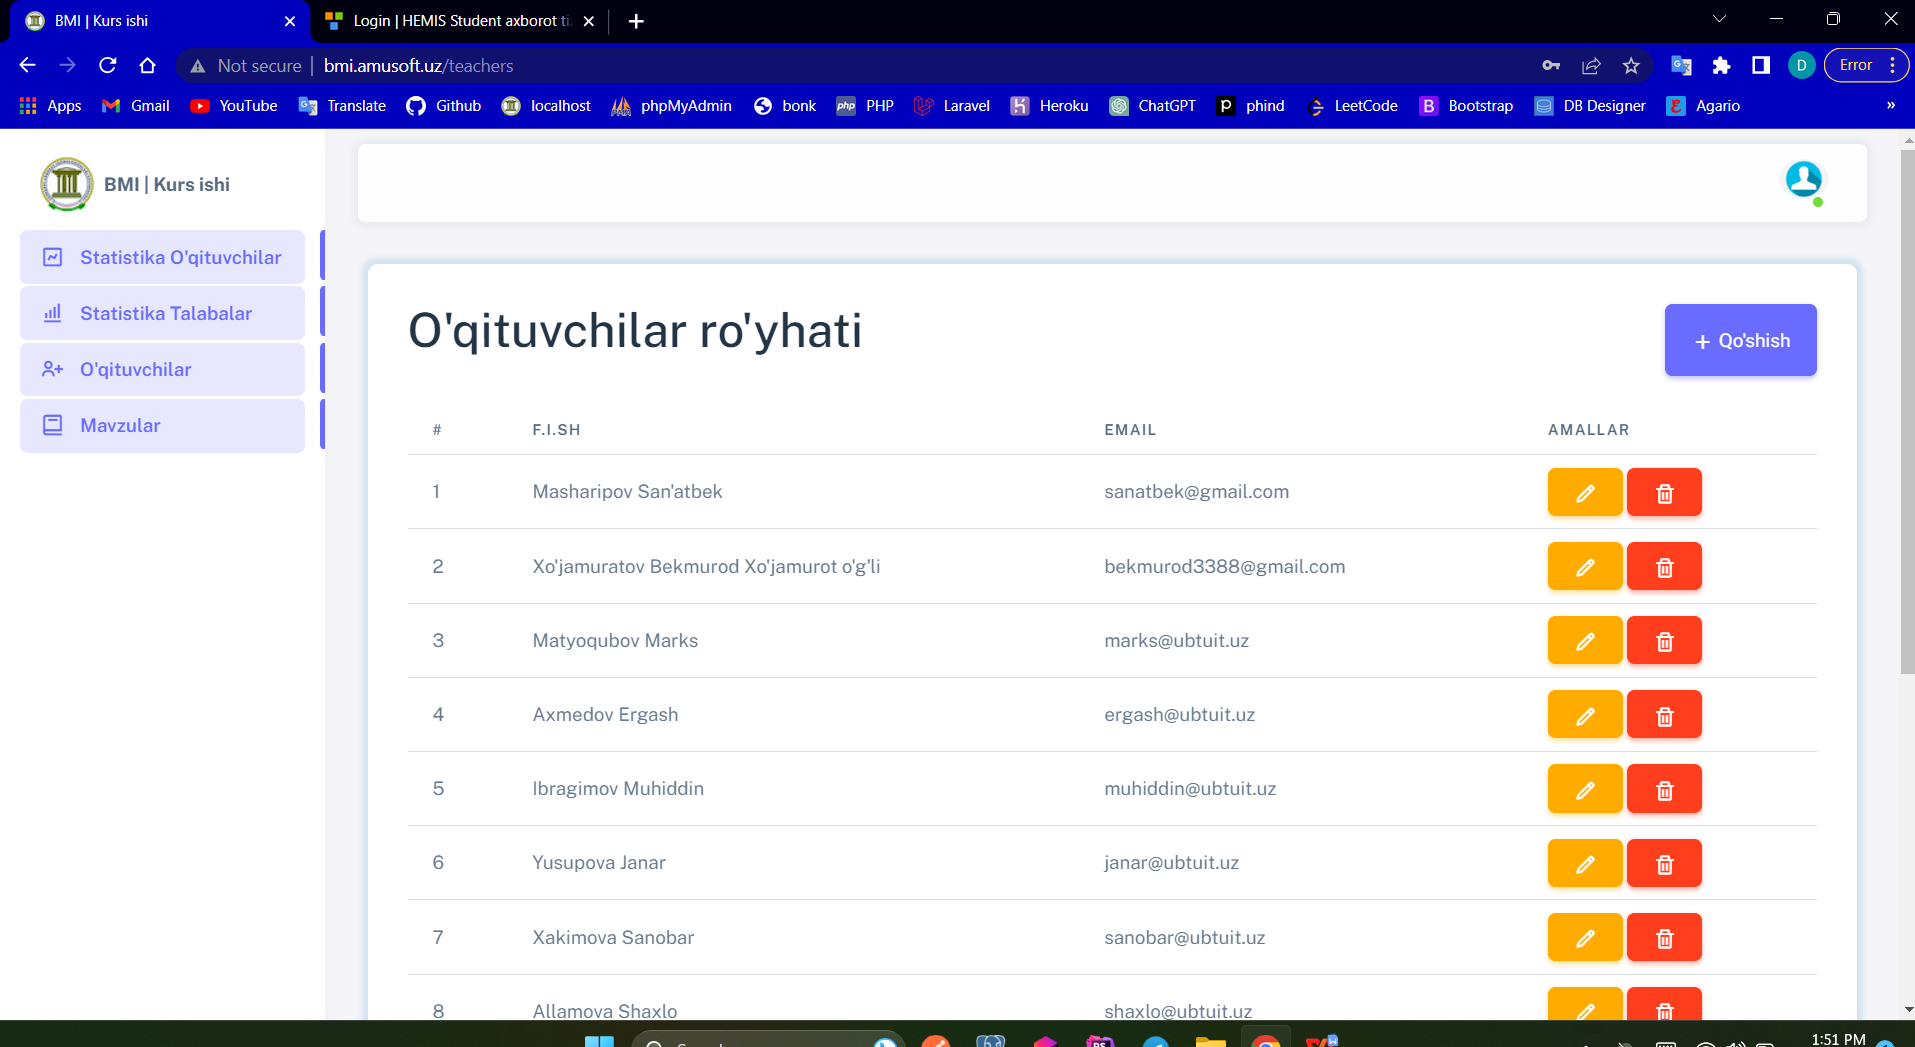 BMI | Kurs ishi
Login | HEMIS Student axborot ti
Not secure | bmi.amusoft.uz/teachers
D
Error
Apps Gmail YouTube Translate Github localhost phpMyAdmin bonk PHP Laravel Heroku ChatGPT phind LeetCode Bootstrap DB Designer Agario »
BMI | Kurs ishi
Statistika O'qituvchilar
Statistika Talabalar
O'qituvchilar
Mavzular
O'qituvchilar ro'yhati
+ Qo'shish
# F.I.SH EMAIL AMALLAR
1 Masharipov San'atbek sanatbek@gmail.com
2 Xo'jamuratov Bekmurod Xo'jamurot o'g'li bekmurod3388@gmail.com
3 Matyoqubov Marks marks@ubtuit.uz
4 Axmedov Ergash ergash@ubtuit.uz
5 Ibragimov Muhiddin muhiddin@ubtuit.uz
6 Yusupova Janar janar@ubtuit.uz
7 Xakimova Sanobar sanobar@ubtuit.uz
8 Allamova Shaxlo shaxlo@ubtuit.uz
1:51 PM